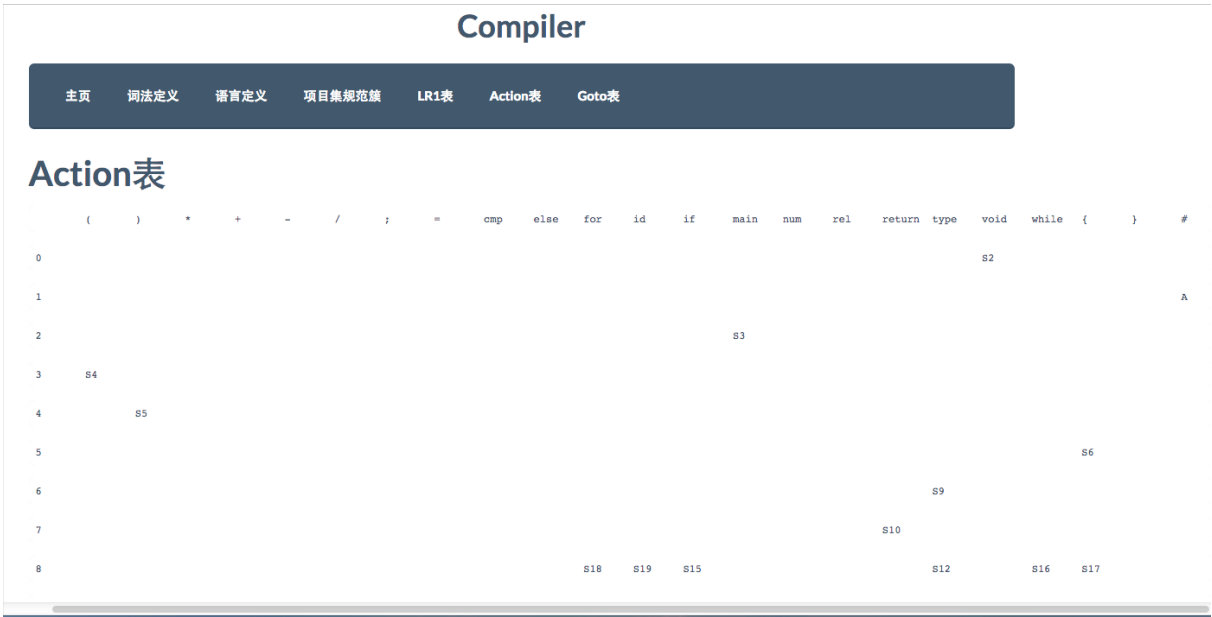 Compiler
主页 词法定义 语言定义 项目集规范簇 LR1表 Action表 Goto表
Action表
( ) * + - / ; = cmp else for id if main num rel return type void while { } #
0 S2
1 A
2 S3
3 S4
4 S5
5 S6
6 S9
7 S10
8 S18 S19 S15 S12 S16 S17